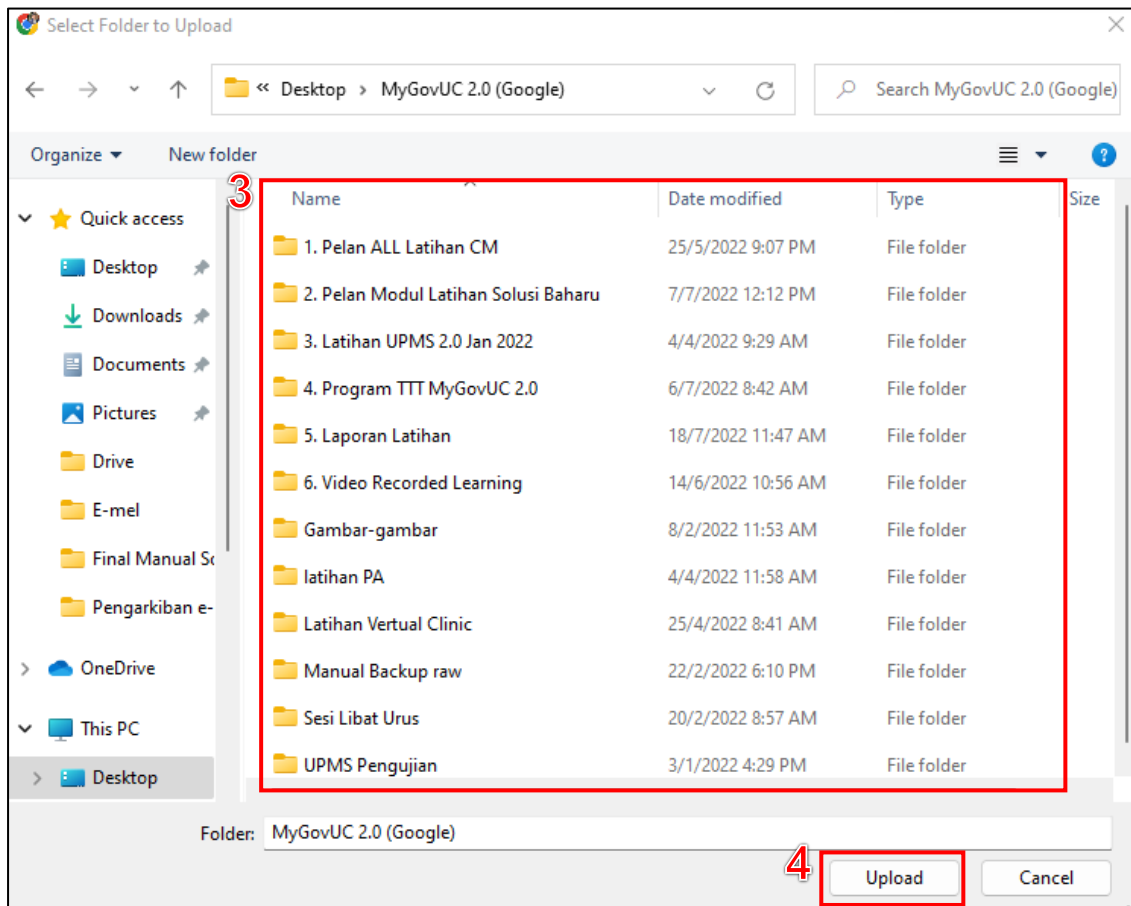 Select Folder to Upload
« Desktop > MyGovUC 2.0 (Google)
Search MyGovUC 2.0 (Google)
Organize New folder
?
3
Name Date modified Type Size
Quick access
Desktop
Downloads
Documents
Pictures
Drive
E-mel
Final Manual So
Pengarkiban e-
OneDrive
This PC
Desktop
1. Pelan ALL Latihan CM 25/5/2022 9:07 PM File folder
2. Pelan Modul Latihan Solusi Baharu 7/7/2022 12:12 PM File folder
3. Latihan UPMS 2.0 Jan 2022 4/4/2022 9:29 AM File folder
4. Program TTT MyGovUC 2.0 6/7/2022 8:42 AM File folder
5. Laporan Latihan 18/7/2022 11:47 AM File folder
6. Video Recorded Learning 14/6/2022 10:56 AM File folder
Gambar-gambar 8/2/2022 11:53 AM File folder
latihan PA 4/4/2022 11:58 AM File folder
Latihan Vertual Clinic 25/4/2022 8:41 AM File folder
Manual Backup raw 22/2/2022 6:10 PM File folder
Sesi Libat Urus 20/2/2022 8:57 AM File folder
UPMS Pengujian 3/1/2022 4:29 PM File folder
Folder: MyGovUC 2.0 (Google)
4
Upload Cancel